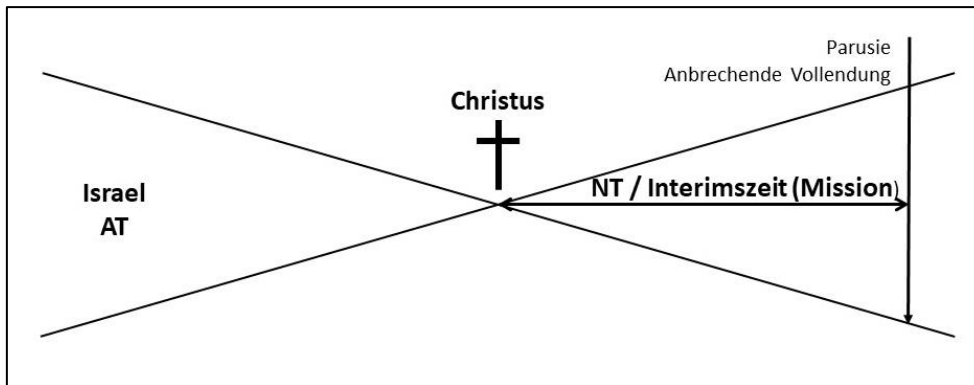 Parusie
Anbrechende Vollendung
Christus
NT / Interimszeit (Mission)
Israel
AT